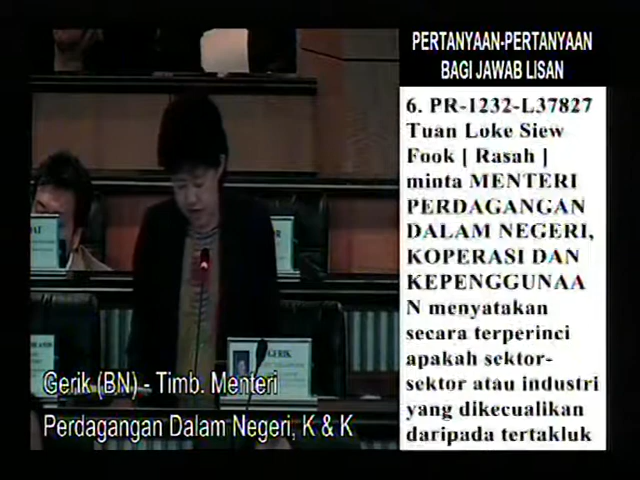 PERTANYAAN-PERTANYAAN
BAGI JAWAB LISAN
6. PR-1232-L37827
Tuan Loke Siew
Fook [ Rasah ]
minta MENTERI
PERDAGANGAN
DALAM NEGERI,
KOPERASI DAN
KEPENGGUNAA
N menyatakan
secara terperinci
apakah sektor-
sektor atau industri
yang dikecualikan
daripada tertakluk
GERIK
Gerik (BN) - Timb. Menteri
Perdagangan Dalam Negeri, K & K